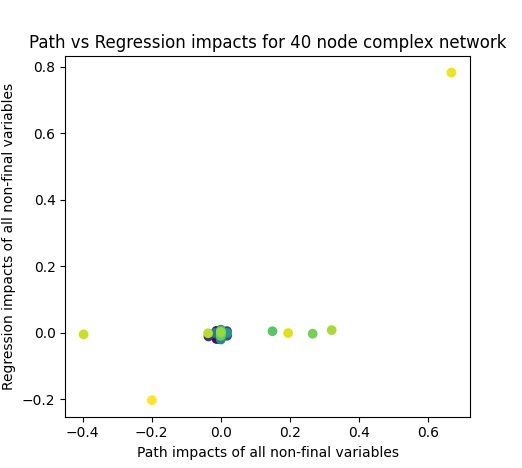 Path vs Regression impacts for 40 node complex network
Regression impacts of all non-final variables
0.8
0.6
0.4
0.2
0.0
−0.2
−0.4 −0.2 0.0 0.2 0.4 0.6
Path impacts of all non-final variables